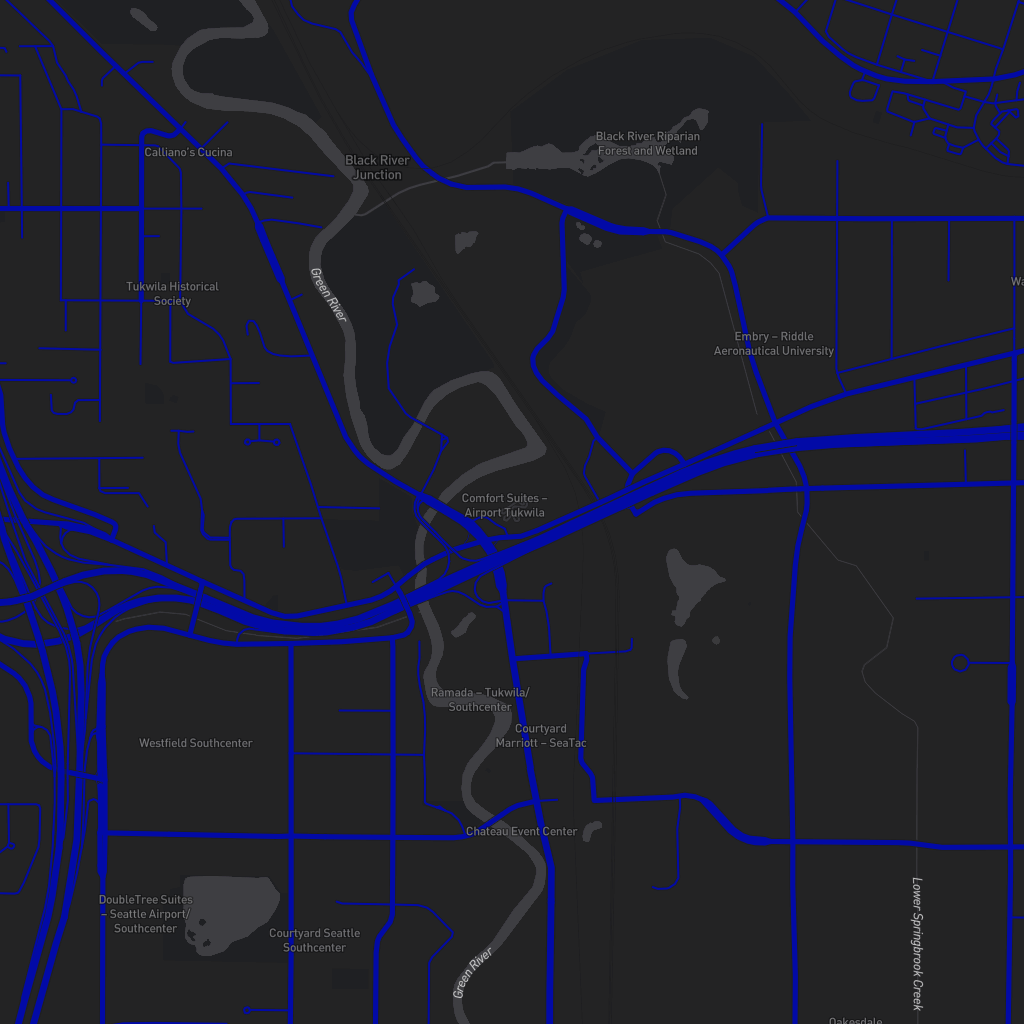 Black River Riparian
Forest and Wetland
Calliano's Cucina
Black River
Junction
Green River
Tukwila Historical
Society
Wa
Embry – Riddle
Aeronautical University
Comfort Suites –
Airport Tukwila
Ramada – Tukwila/
Southcenter
Courtyard
Marriott – SeaTac
Westfield Southcenter
Chateau Event Center
DoubleTree Suites
– Seattle Airport/
Southcenter
Courtyard Seattle
Southcenter
Green River
Lower Springbrook Creek
Oakesdale